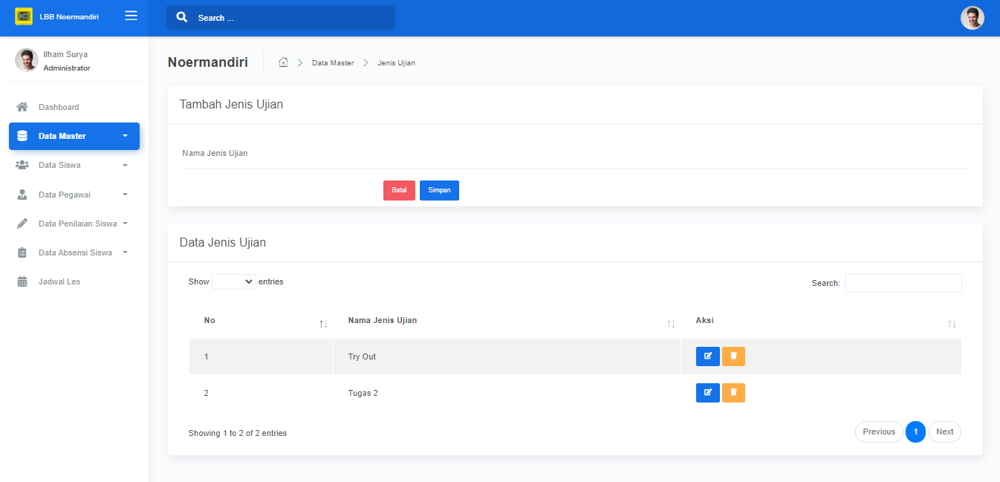 LBB Noermandiri
Search ...
Ilham Surya
Administrator
Dashboard
Data Master
Data Siswa
Data Pegawai
Data Penilaian Siswa
Data Absensi Siswa
Jadwal Les
Noermandiri
Data Master
Jenis Ujian
Tambah Jenis Ujian
Nama Jenis Ujian
Batal Simpan
Data Jenis Ujian
Show entries Search:
No Nama Jenis Ujian Aksi
1 Try Out
2 Tugas 2
Showing 1 to 2 of 2 entries
Previous 1 Next